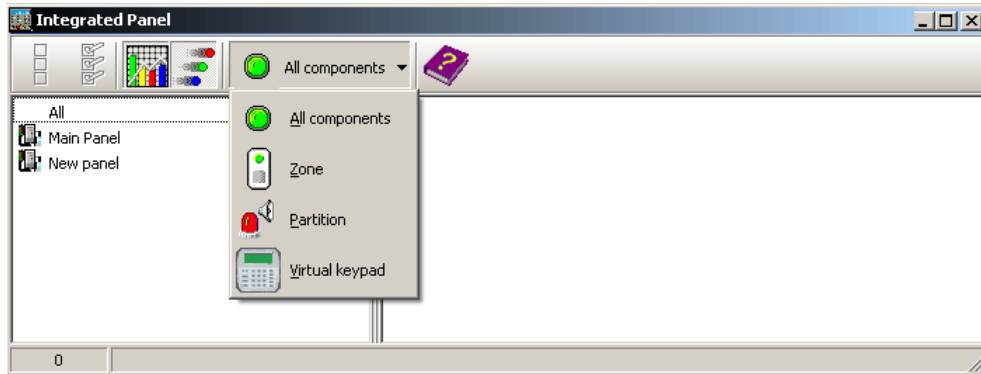 Integrated Panel
All components
All
Main Panel
New panel
All components
Zone
Partition
Virtual keypad
0